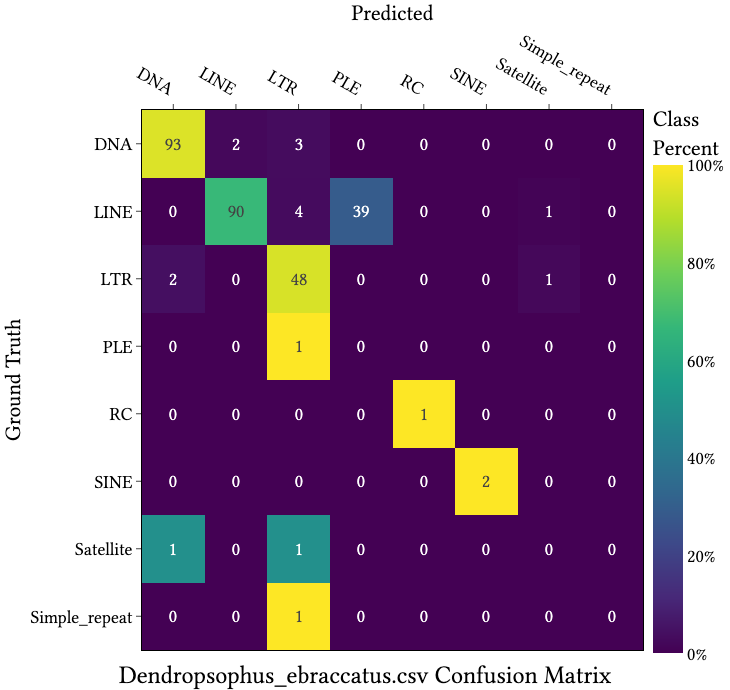 Predicted
DNA LINE LTR PLE RC SINE Satellite Simple_repeat
Class
Percent
DNA 93 2 3 0 0 0 0 0
LINE 0 90 4 39 0 0 1 0
LTR 2 0 48 0 0 0 1 0
PLE 0 0 1 0 0 0 0 0
RC 0 0 0 0 1 0 0 0
SINE 0 0 0 0 0 2 0 0
Satellite 1 0 1 0 0 0 0 0
Simple_repeat 0 0 1 0 0 0 0 0
Ground Truth
100%
80%
60%
40%
20%
0%
Dendropsophus_ebraccatus.csv Confusion Matrix